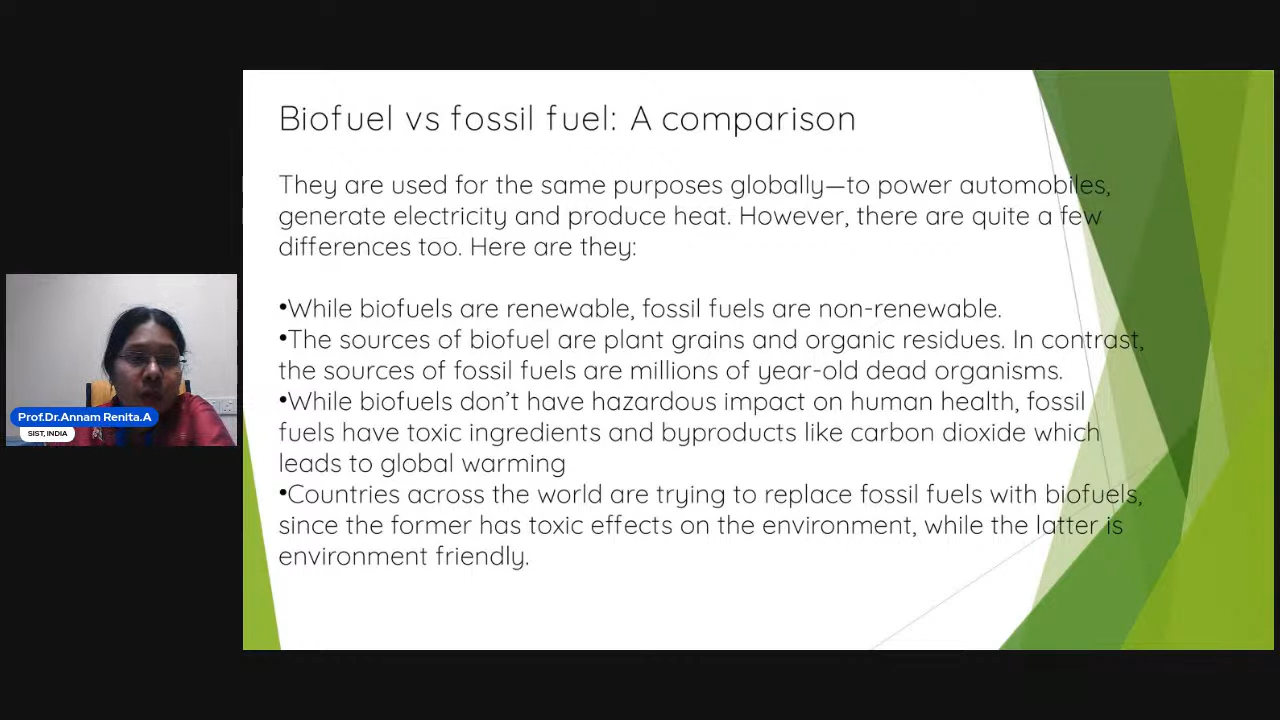 Biofuel vs fossil fuel: A comparison
They are used for the same purposes globally—to power automobiles,
generate electricity and produce heat. However, there are quite a few
differences too. Here are they:
•While biofuels are renewable, fossil fuels are non-renewable.
•The sources of biofuel are plant grains and organic residues. In contrast,
the sources of fossil fuels are millions of year-old dead organisms.
•While biofuels don’t have hazardous impact on human health, fossil
fuels have toxic ingredients and byproducts like carbon dioxide which
leads to global warming
•Countries across the world are trying to replace fossil fuels with biofuels,
since the former has toxic effects on the environment, while the latter is
environment friendly.
Prof.Dr.Annam Renita.A
SIST, INDIA